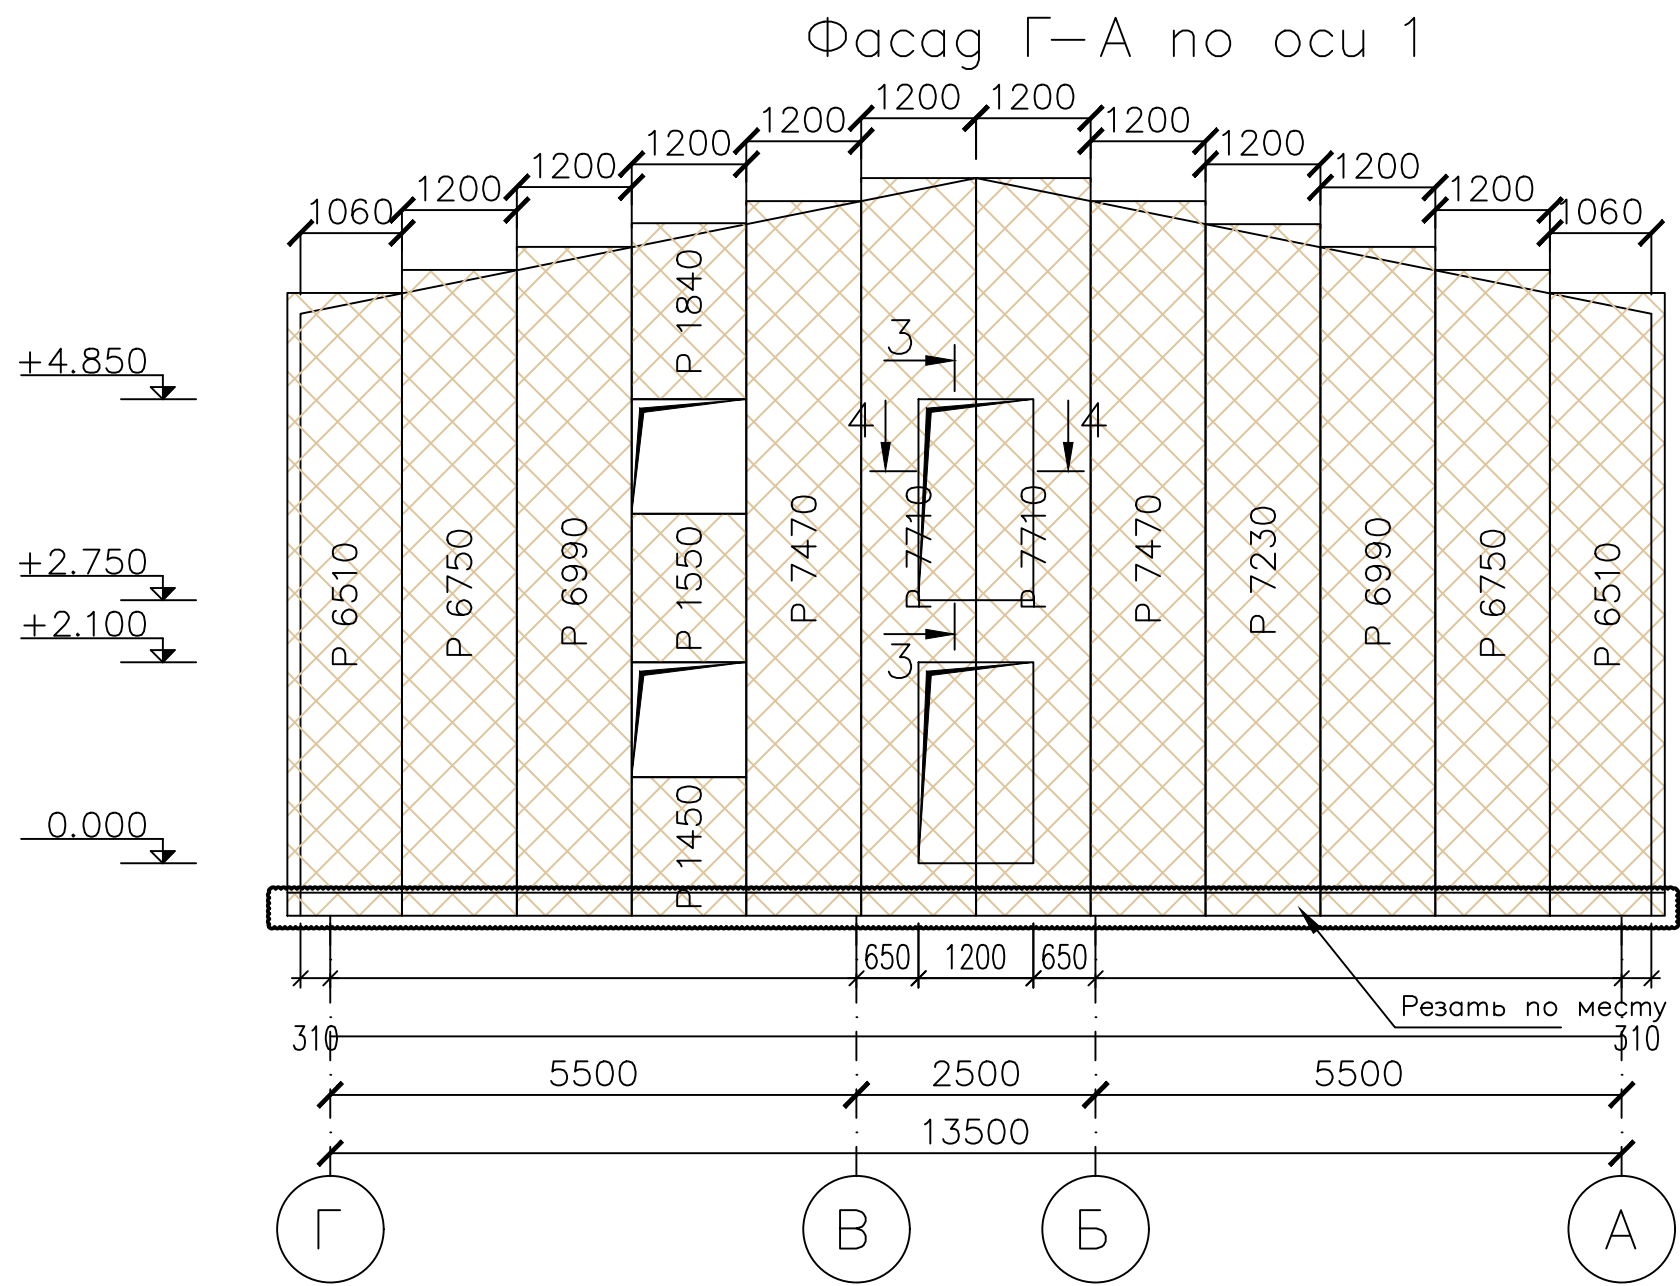 Фасад Г-А по оси 1
1200 1200
1200 1200
1200 1200
1200 1200
1200 1200
1060 1060
Р 1840
3
+4.850
4 4
Р 7470 Р 7710 Р 7710 Р 7470 Р 7230
Р 6510 Р 6750 Р 6990 Р 1550 Р 6990 Р 6750 Р 6510
+2.750
+2.100
3
0.000
Р 1450
650 1200 650
Резать по месту
310 310
5500 2500 5500
13500
Г В Б А